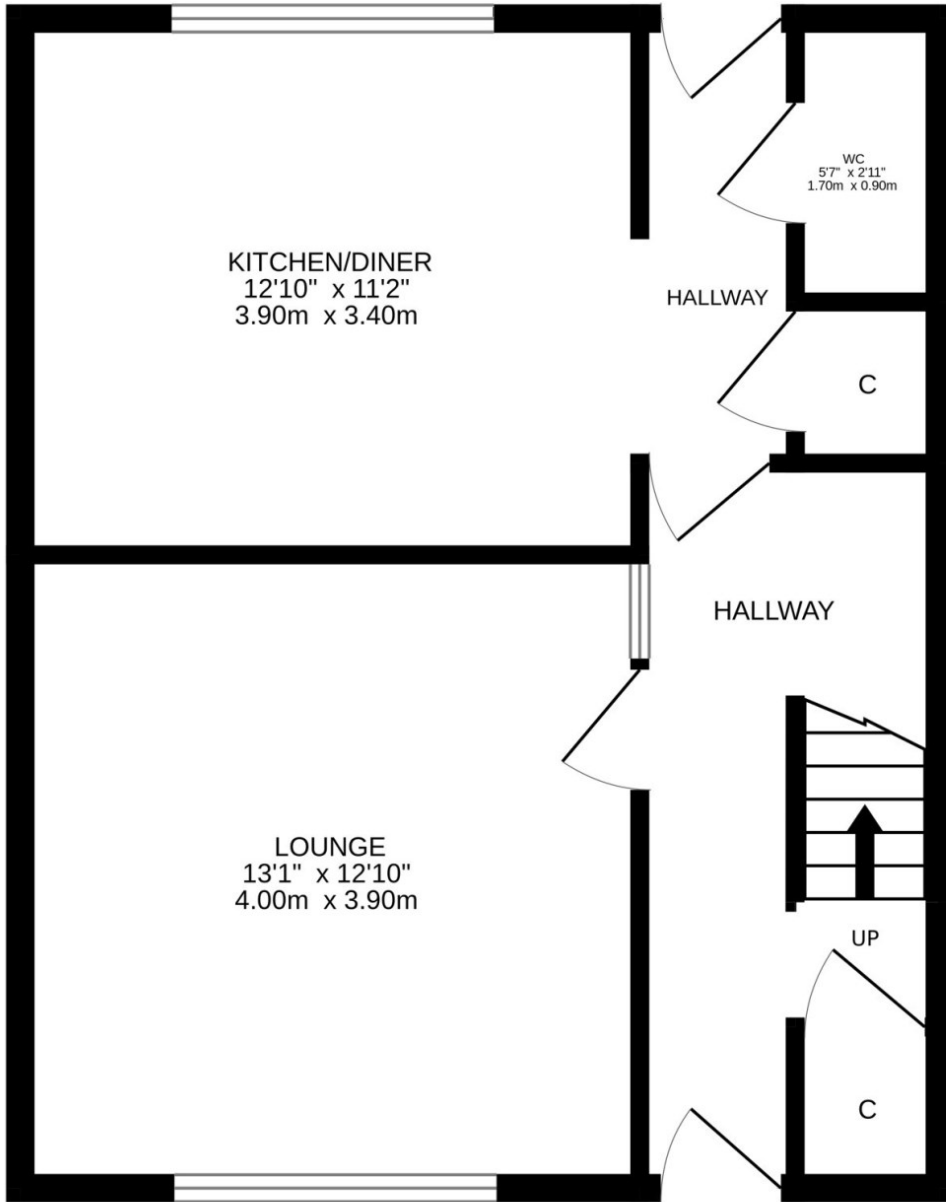 WC
5'7" x 2'11"
1.70m x 0.90m
KITCHEN/DINER
12'10" x 11'2"
3.90m x 3.40m
HALLWAY
C
HALLWAY
LOUNGE
13'1" x 12'10"
4.00m x 3.90m
UP
C